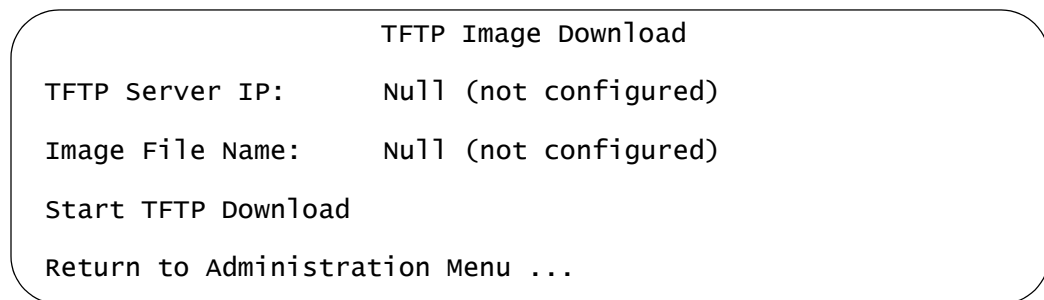 TFTP Image Download
TFTP Server IP: Null (not configured)
Image File Name: Null (not configured)
Start TFTP Download
Return to Administration Menu ...